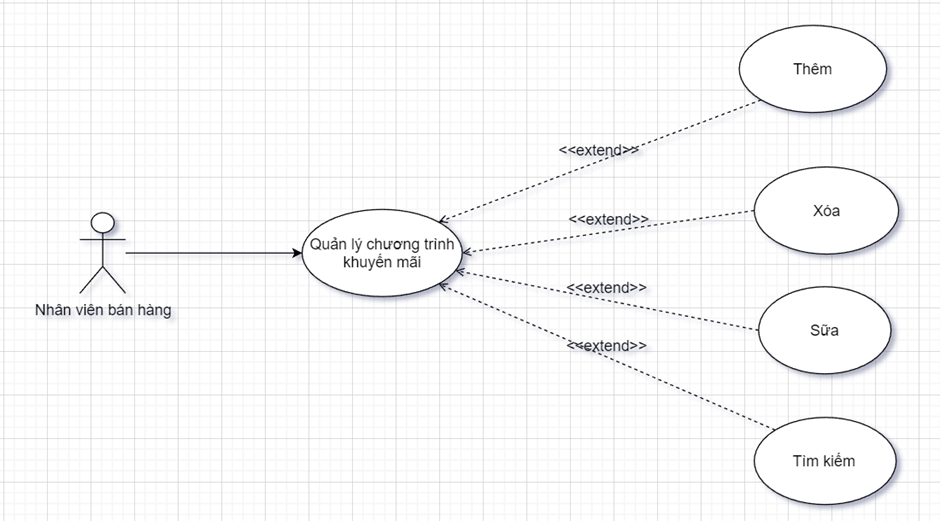 Thêm
<<extend>>
Xóa
<<extend>>
Quản lý chương trình
khuyến mãi
<<extend>>
Nhân viên bán hàng
Sữa
<<extend>>
Tìm kiếm